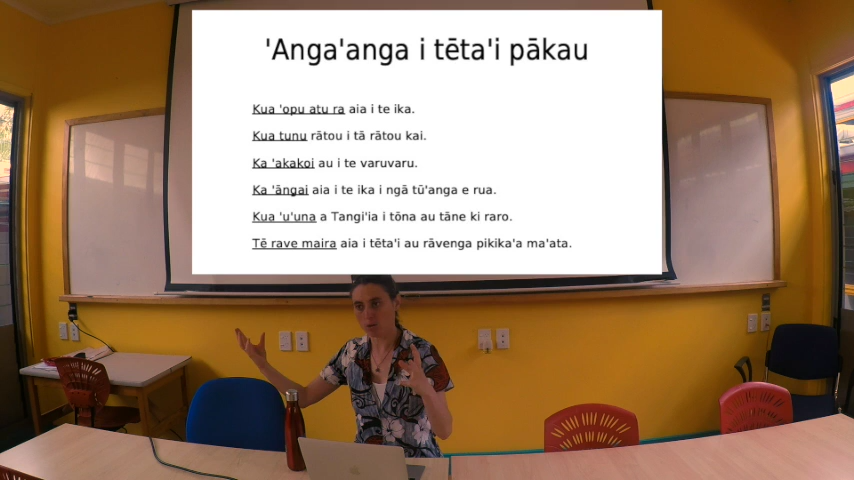 'Anga'anga i tēta'i pākau
Kua 'opu atu ra aia i te ika.
Kua tunu rātou i tā rātou kai.
Ka 'akakoi au i te varuvaru.
Ka 'āngai aia i te ika i ngā tū'anga e rua.
Kua 'u'una a Tangi'ia i tōna au tāne ki raro.
Tē rave maira aia i tēta'i au rāvenga pikika'a ma'ata.